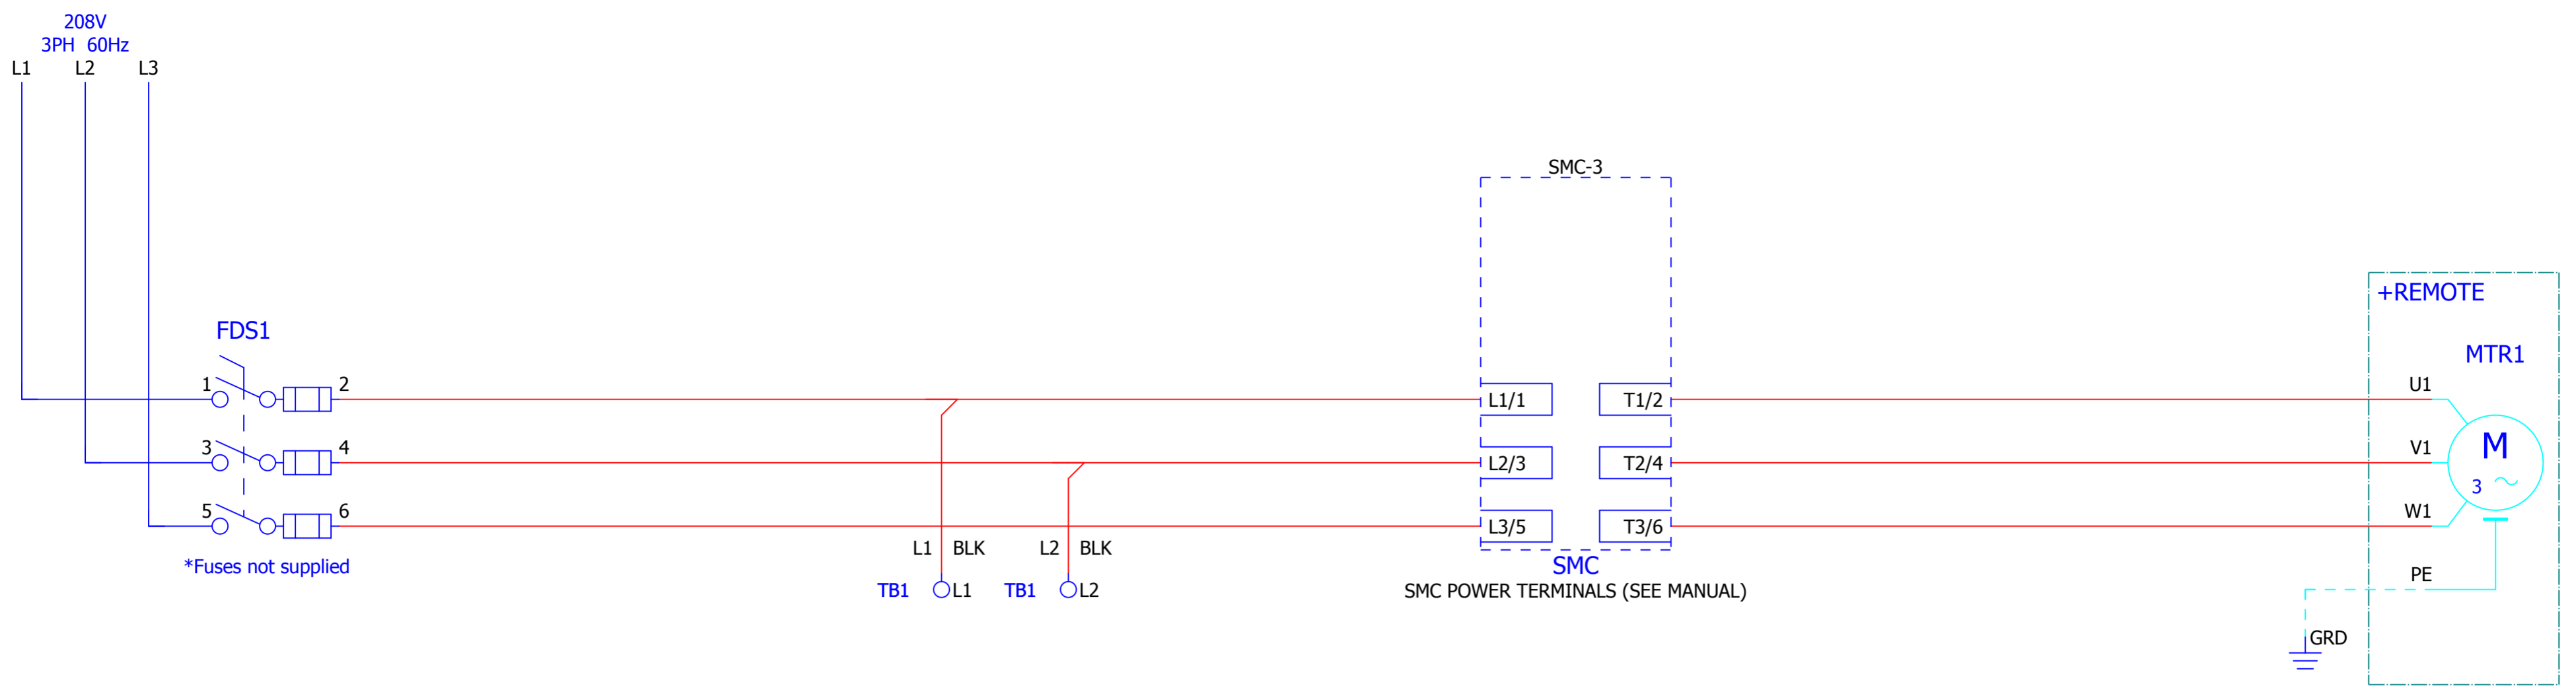 208V
3PH 60Hz
L1 L2 L3
SMC-3
+REMOTE
FDS1
MTR1
1 2 L1/1 T1/2 U1
3 4 L2/3 T2/4 V1 M
3
5 6 L3/5 T3/6 W1
L1 BLK L2 BLK
*Fuses not supplied
SMC
PE
TB1 L1 TB1 L2
SMC POWER TERMINALS (SEE MANUAL)
GRD